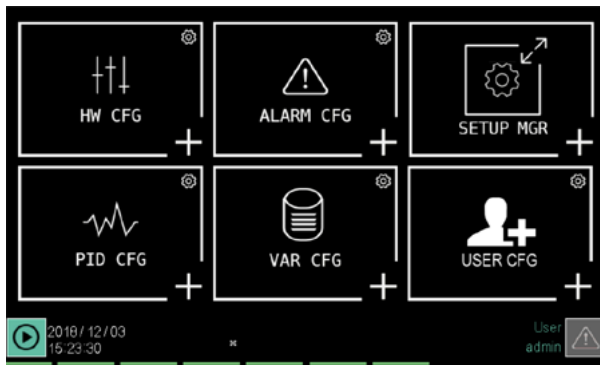 HW CFG
ALARM CFG
SETUP MGR
PID CFG
VAR CFG
USER CFG
2018/12/03
15:23:30
User
admin